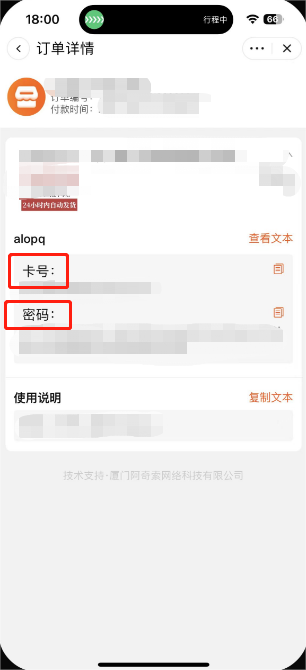 18:00
行程中
66
订单详情
订单编号:
付款时间:
24小时内自动发货
alopq
查看文本
卡号:
密码:
使用说明
复制文本
技术支持·厦门阿奇索网络科技有限公司